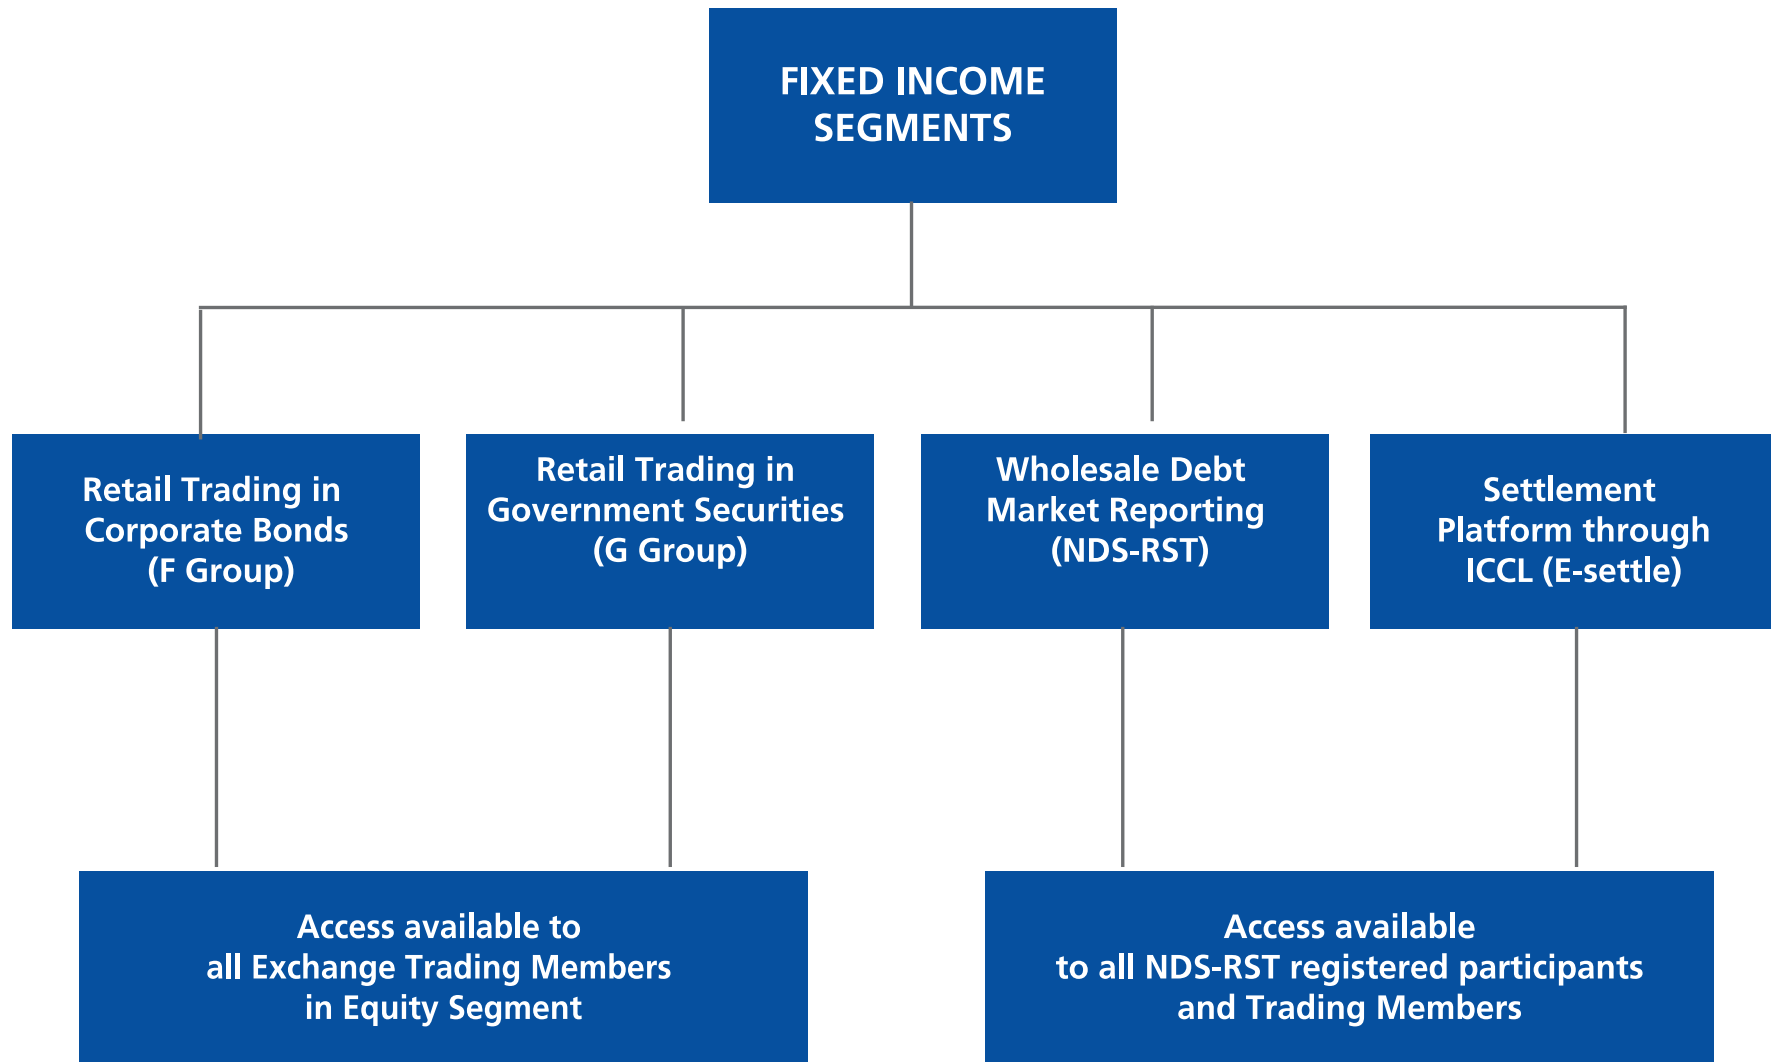 FIXED INCOME
SEGMENTS
Retail Trading in
Corporate Bonds
(F Group)
Retail Trading in
Government Securities
(G Group)
Wholesale Debt
Market Reporting
(NDS-RST)
Settlement
Platform through
ICCL (E-settle)
Access available to
all Exchange Trading Members
in Equity Segment
Access available
to all NDS-RST registered participants
and Trading Members